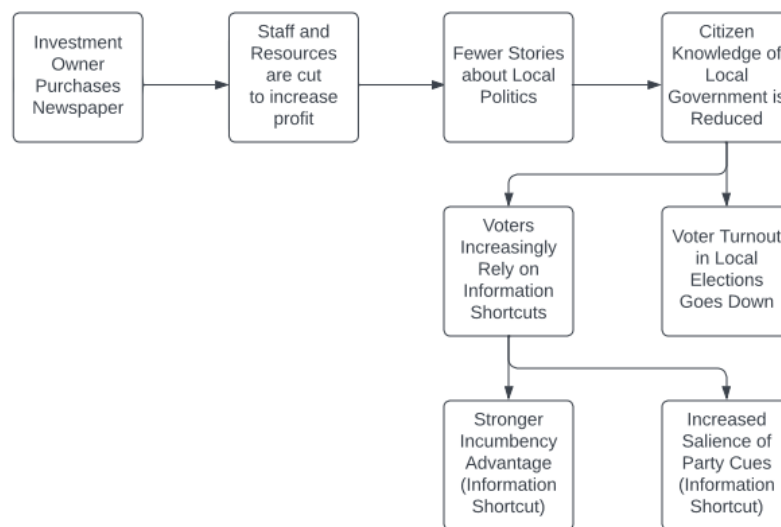 Investment
Owner
Purchases
Newspaper
Staff and
Resources
are cut
to increase
profit
Fewer Stories
about Local
Politics
Citizen
Knowledge of
Local
Government is
Reduced
Voters
Increasingly
Rely on
Information
Shortcuts
Voter Turnout
in Local
Elections
Goes Down
Stronger
Incumbency
Advantage
(Information
Shortcut)
Increased
Salience of
Party Cues
(Information
Shortcut)